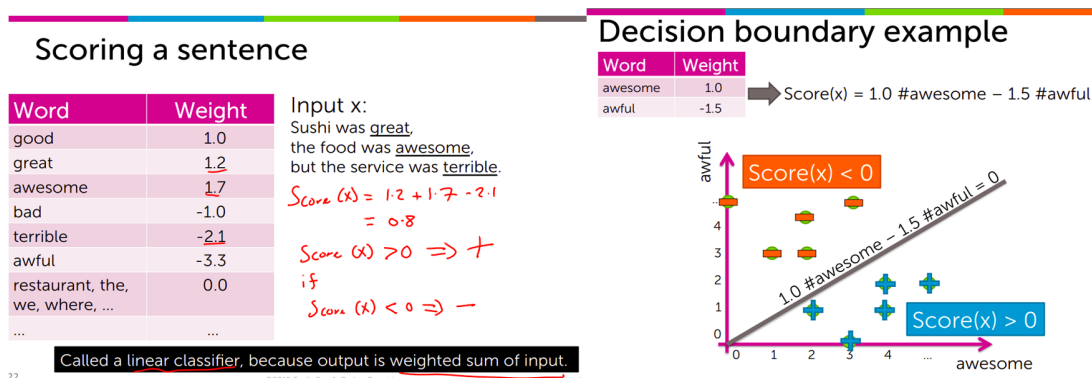 Scoring a sentence
Word Weight
good 1.0
great 1.2
awesome 1.7
bad -1.0
terrible -2.1
awful -3.3
restaurant, the, 0.0
we, where, ...
... ...
Input x:
Sushi was great,
the food was awesome,
but the service was terrible.
Score (x) = 1.2 + 1.7 - 2.1
= 0.8
Score (x) > 0 => +
if
Score (x) < 0 => -
Called a linear classifier, because output is weighted sum of input.
22
Decision boundary example
Word Weight
awesome 1.0
awful -1.5
Score(x) = 1.0 #awesome – 1.5 #awful
awful
Score(x) < 0
1.0 #awesome – 1.5 #awful = 0
...
4
3
2
1
0
Score(x) > 0
0 1 2 3 4 ...
awesome